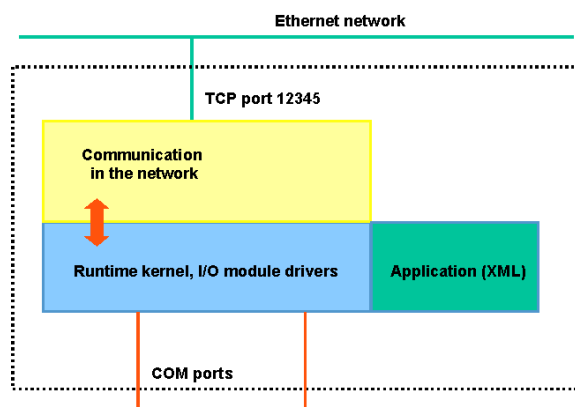 Ethernet network
TCP port 12345
Communication
in the network
Runtime kernel, I/O module drivers
Application (XML)
COM ports